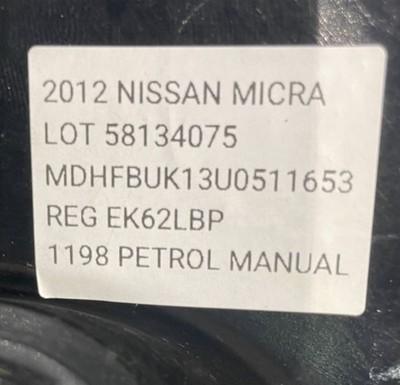 2012 NISSAN MICRA
LOT 58134075
MDHFBUK13U0511653
REG EK62LBP
1198 PETROL MANUAL